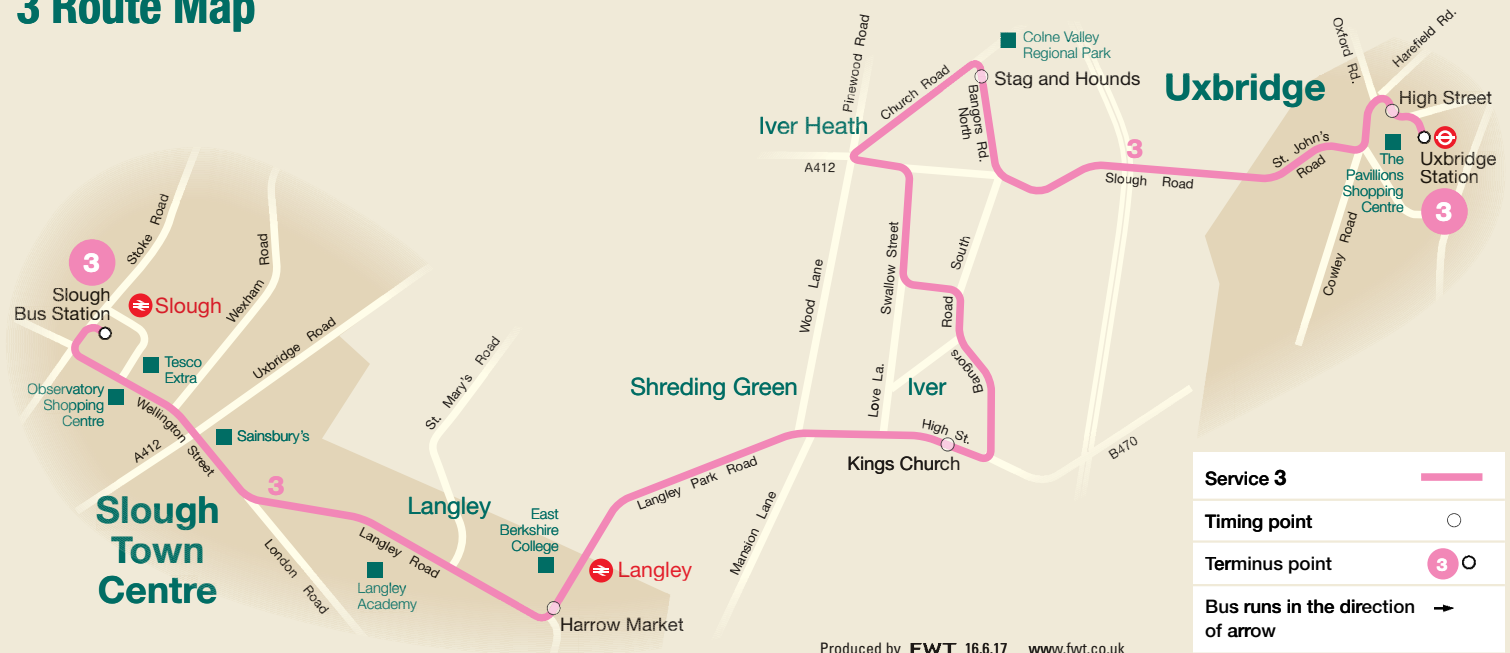 3 Route Map
Pinewood Road
Church Road
Colne Valley
Regional Park
Stag and Hounds
Bangors Rd.
North
Iver Heath
A412
Uxbridge
Oxford Rd.
Harefield Rd.
High Street
3
Slough Road
St. John's
Road
The
Pavillions
Shopping
Centre
Uxbridge
Station
3
Cowley Road
Stoke Road
3
Slough
Bus Station
Slough
Wexham Road
Uxbridge Road
Tesco
Extra
Observatory
Shopping
Centre
Wellington Street
A412
Sainsbury's
3
Slough
Town
Centre
London Road
Langley Road
Langley
Academy
St. Mary's Road
Langley
East
Berkshire
College
Langley
Harrow Market
Langley Park Road
Shreding Green
Wood Lane
Mansion Lane
Swallow Street
Love La.
Iver
Bangors Road South
High St.
Kings Church
B470
Service 3
Timing point
Terminus point
3
Bus runs in the direction
of arrow
Produced by FWT 16.6.17 www.fwt.co.uk